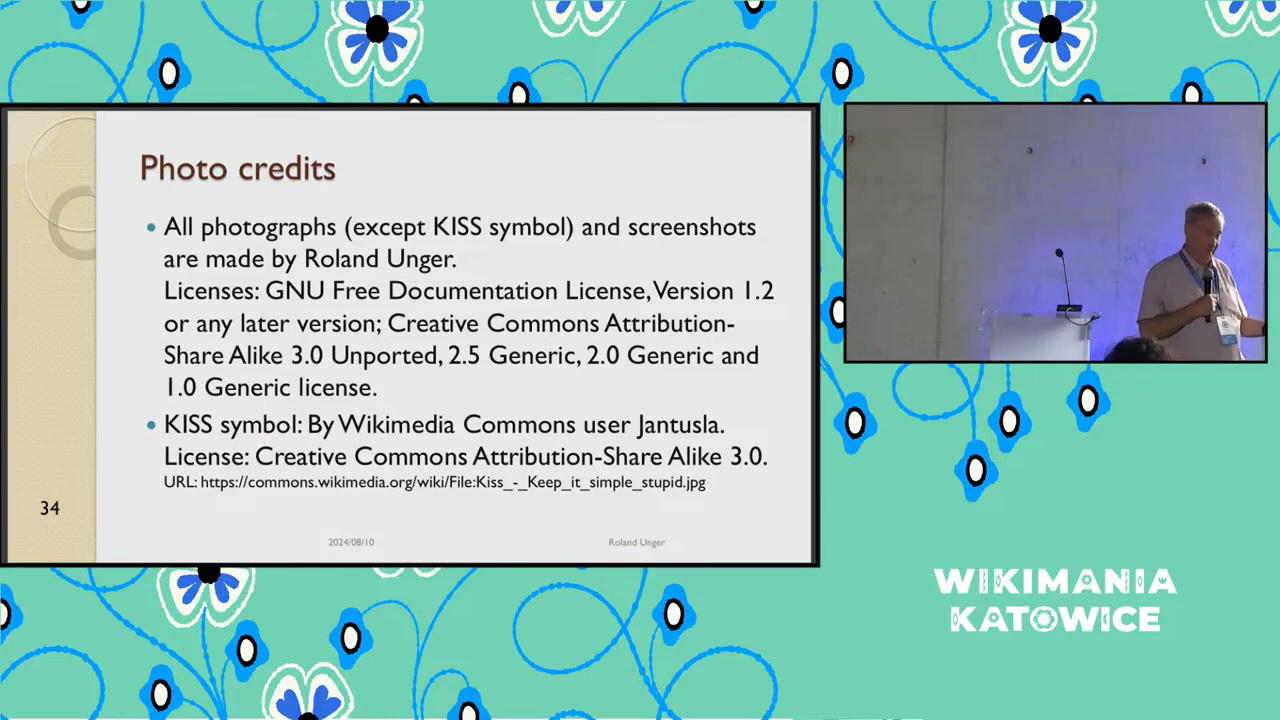 Photo credits
• All photographs (except KISS symbol) and screenshots
are made by Roland Unger.
Licenses: GNU Free Documentation License, Version 1.2
or any later version; Creative Commons Attribution-
Share Alike 3.0 Unported, 2.5 Generic, 2.0 Generic and
1.0 Generic license.
• KISS symbol: By Wikimedia Commons user Jantusla.
License: Creative Commons Attribution-Share Alike 3.0.
URL: https://commons.wikimedia.org/wiki/File:Kiss_-_Keep_it_simple_stupid.jpg
34
2024/08/10
Roland Unger
WIKIMANIA
KATOWICE